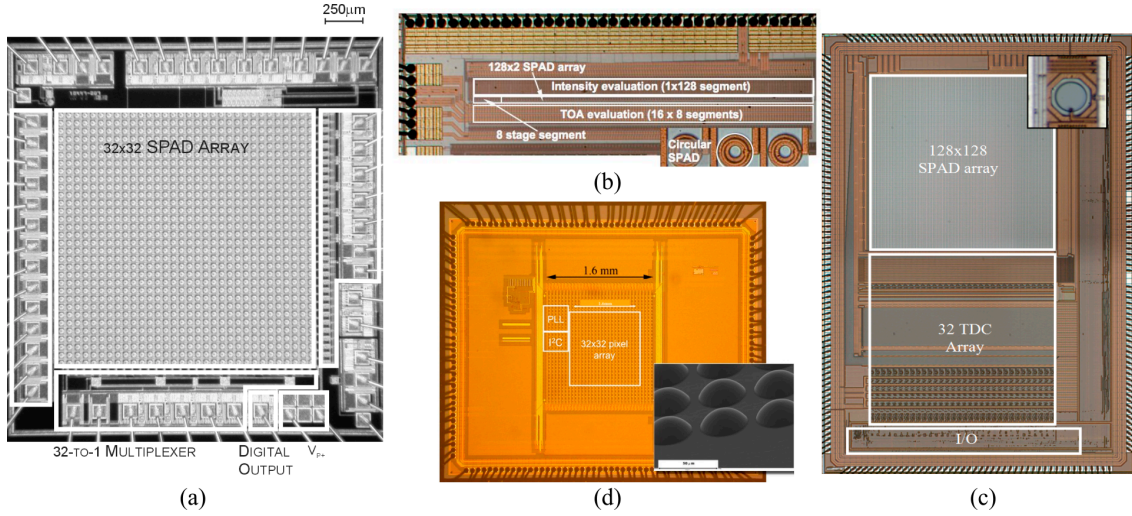 250µm
32x32 SPAD ARRAY
32-TO-1 MULTIPLEXER
DIGITAL
OUTPUT
VP+
(a)
128x2 SPAD array
Intensity evaluation (1x128 segment)
TOA evaluation (16 x 8 segments)
8 stage segment
Circular
SPAD
(b)
1.6 mm
PLL
I²C
32x32 pixel
array
(d)
128x128
SPAD array
32 TDC
Array
I/O
(c)